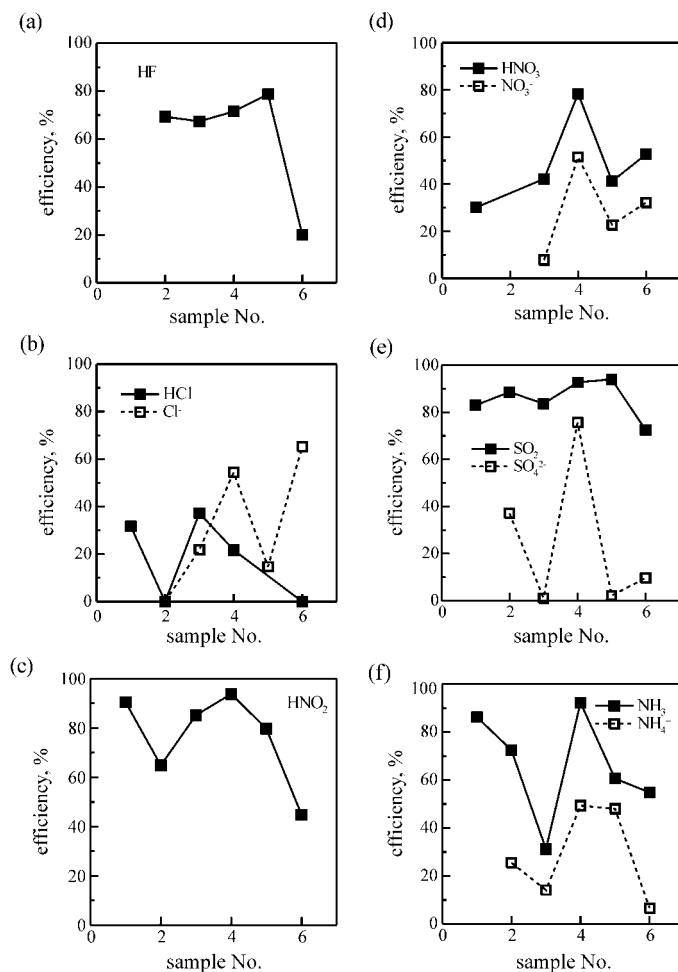 (a)
100
80
60
40
20
0
efficiency, %
HF
0
2
4
6
sample No.
(b)
100
80
60
40
20
0
efficiency, %
HCl
Cl-
0
2
4
6
sample No.
(c)
100
80
60
40
20
0
efficiency, %
HNO2
0
2
4
6
sample No.
(d)
100
80
60
40
20
0
efficiency, %
HNO3
NO3-
0
2
4
6
sample No.
(e)
100
80
60
40
20
0
efficiency, %
SO2
SO4 2-
0
2
4
6
sample No.
(f)
100
80
60
40
20
0
efficiency, %
NH3
NH4-
0
2
4
6
sample No.